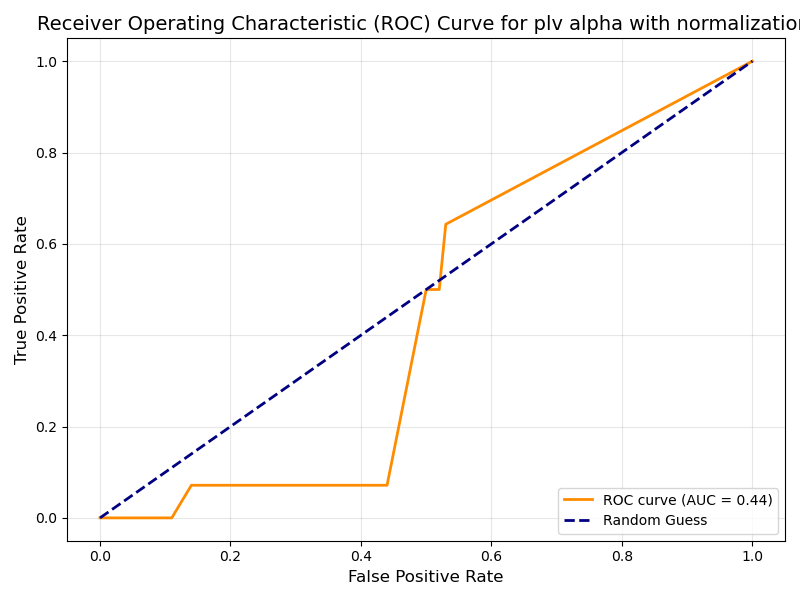 Receiver Operating Characteristic (ROC) Curve for plv alpha with normalization
1.0
0.8
0.6
0.4
0.2
0.0
True Positive Rate
0.0 0.2 0.4 0.6 0.8 1.0
False Positive Rate
ROC curve (AUC = 0.44)
Random Guess